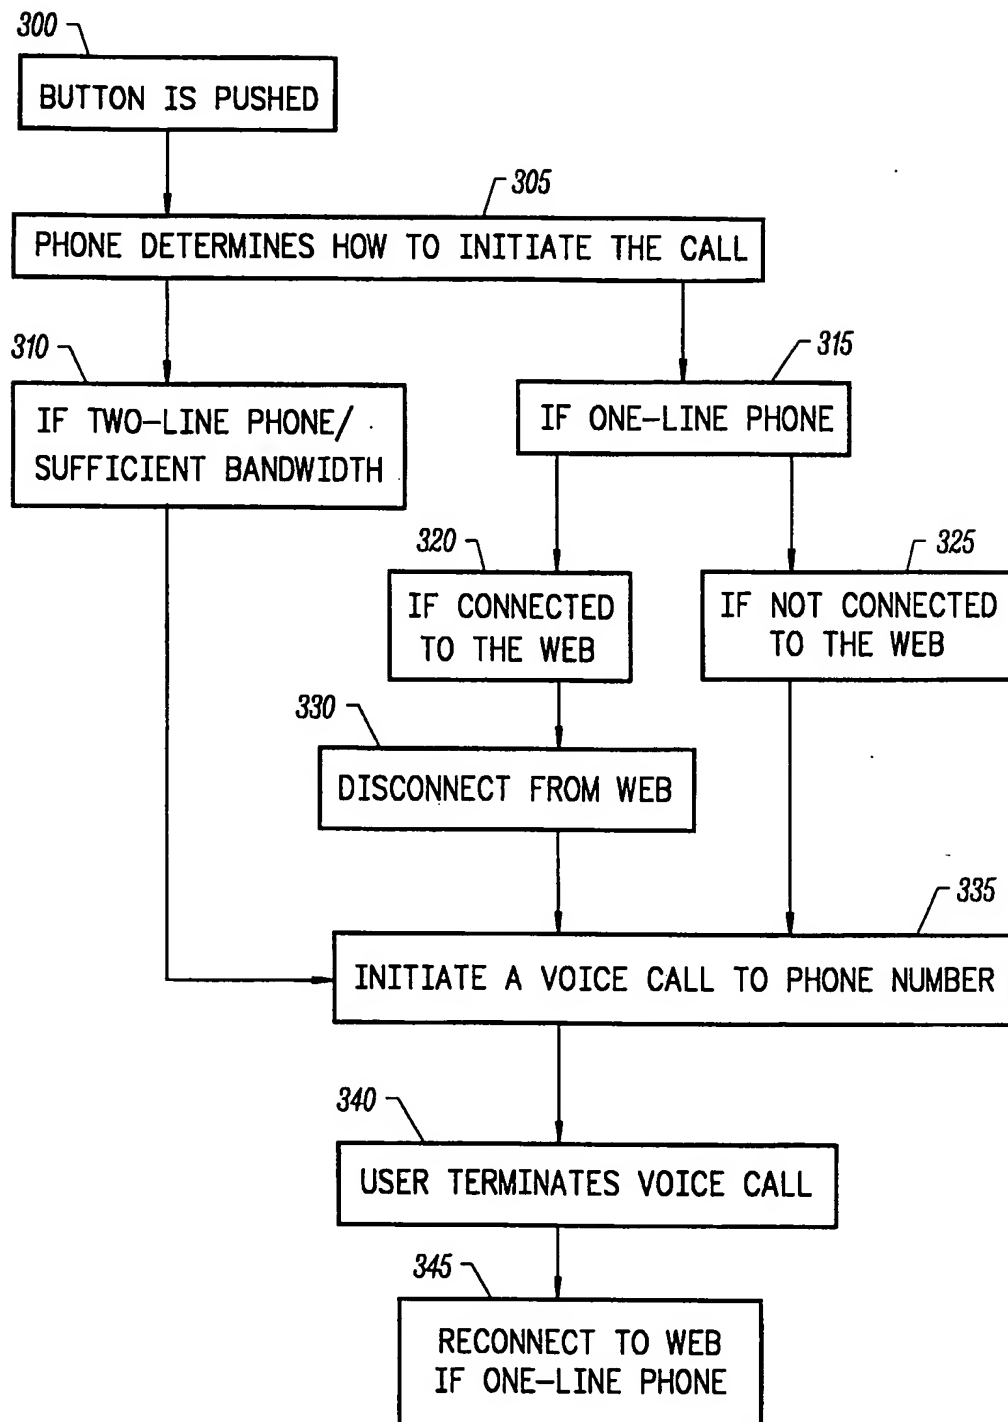 300
BUTTON IS PUSHED
305
PHONE DETERMINES HOW TO INITIATE THE CALL
310
IF TWO-LINE PHONE/
SUFFICIENT BANDWIDTH
315
IF ONE-LINE PHONE
320
IF CONNECTED
TO THE WEB
325
IF NOT CONNECTED
TO THE WEB
330
DISCONNECT FROM WEB
335
INITIATE A VOICE CALL TO PHONE NUMBER
340
USER TERMINATES VOICE CALL
345
RECONNECT TO WEB
IF ONE-LINE PHONE